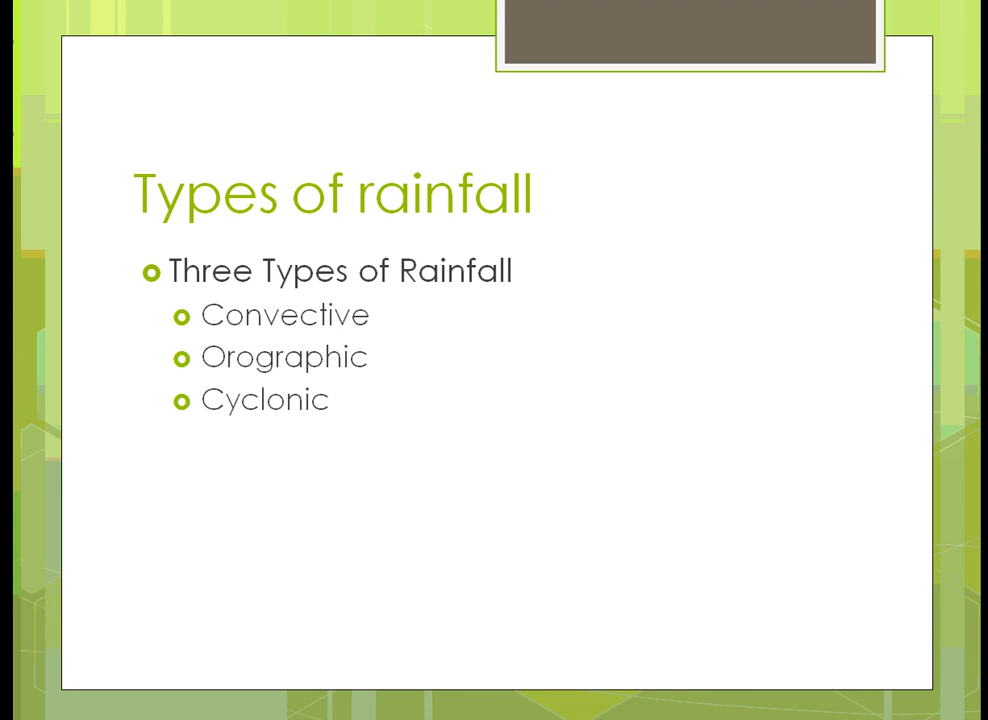 Types of rainfall
Three Types of Rainfall
Convective
Orographic
Cyclonic